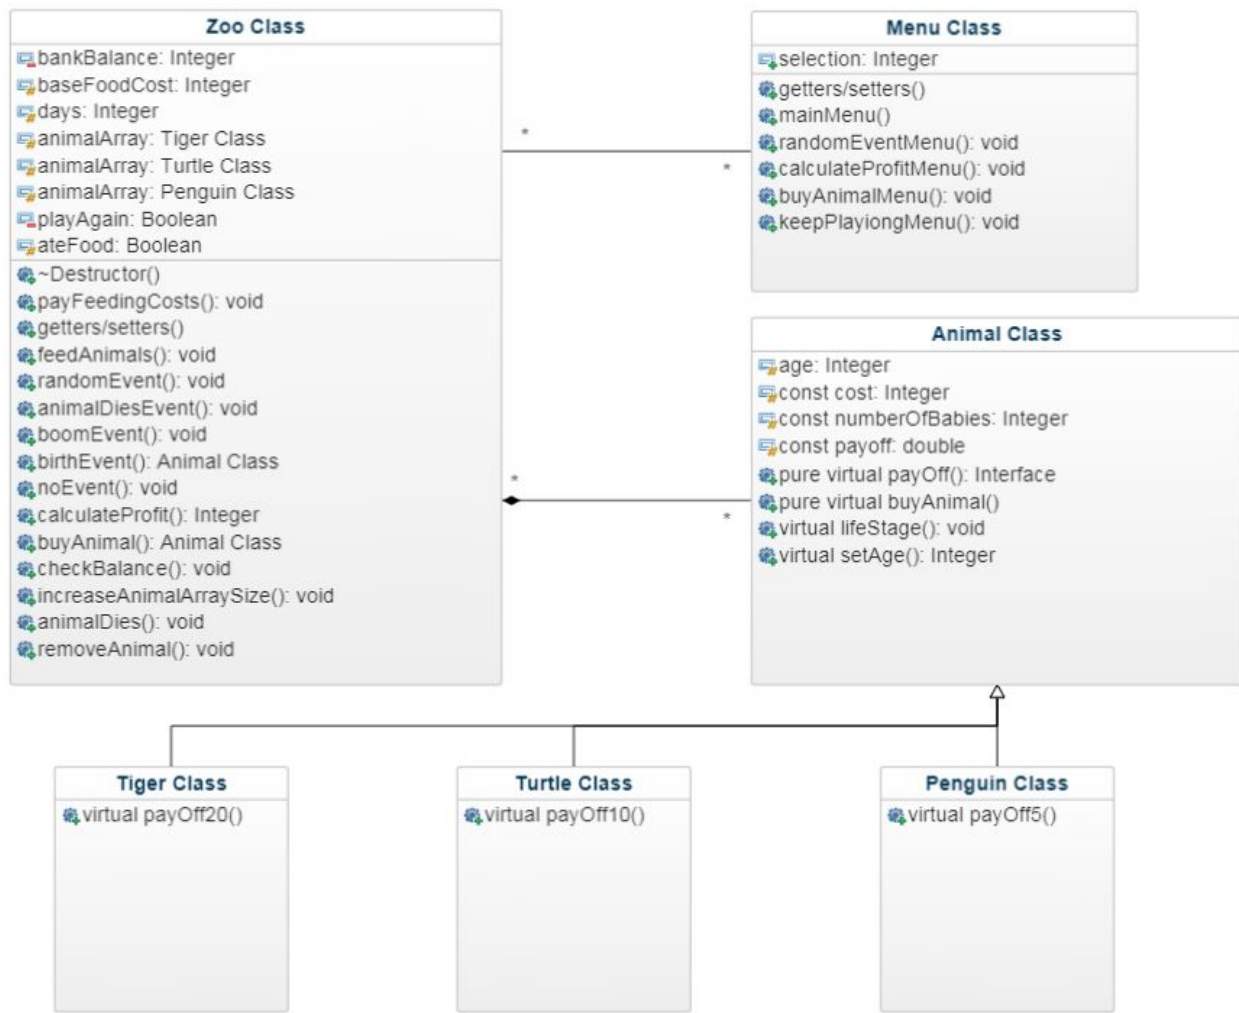 Zoo Class
bankBalance: Integer
baseFoodCost: Integer
days: Integer
animalArray: Tiger Class
animalArray: Turtle Class
animalArray: Penguin Class
playAgain: Boolean
ateFood: Boolean
~Destructor()
payFeedingCosts(): void
getters/setters()
feedAnimals(): void
randomEvent(): void
animalDiesEvent(): void
boomEvent(): void
birthEvent(): Animal Class
noEvent(): void
calculateProfit(): Integer
buyAnimal(): Animal Class
checkBalance(): void
increaseAnimalArraySize(): void
animalDies(): void
removeAnimal(): void
*
*
Menu Class
selection: Integer
getters/setters()
mainMenu()
randomEventMenu(): void
calculateProfitMenu(): void
buyAnimalMenu(): void
keepPlayiongMenu(): void
*
*
Animal Class
age: Integer
const cost: Integer
const numberOfBabies: Integer
const payoff: double
pure virtual payOff(): Interface
pure virtual buyAnimal()
virtual lifeStage(): void
virtual setAge(): Integer
Tiger Class
virtual payOff20()
Turtle Class
virtual payOff10()
Penguin Class
virtual payOff5()